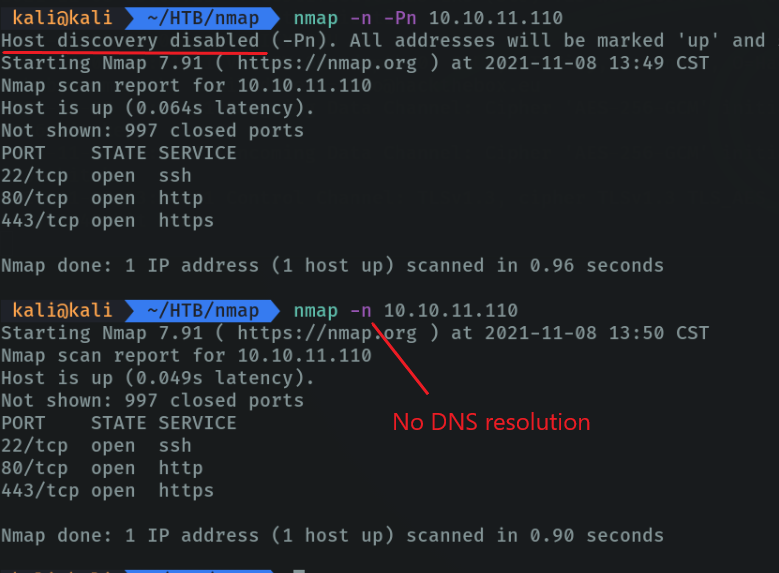 kali@kali ~/HTB/nmap nmap -n -Pn 10.10.11.110
Host discovery disabled (-Pn). All addresses will be marked 'up' and
Starting Nmap 7.91 ( https://nmap.org ) at 2021-11-08 13:49 CST
Nmap scan report for 10.10.11.110
Host is up (0.064s latency).
Not shown: 997 closed ports
PORT    STATE SERVICE
22/tcp  open  ssh
80/tcp  open  http
443/tcp open  https
Nmap done: 1 IP address (1 host up) scanned in 0.96 seconds
kali@kali ~/HTB/nmap nmap -n 10.10.11.110
Starting Nmap 7.91 ( https://nmap.org ) at 2021-11-08 13:50 CST
Nmap scan report for 10.10.11.110
Host is up (0.049s latency).
Not shown: 997 closed ports
PORT    STATE SERVICE
No DNS resolution
22/tcp  open  ssh
80/tcp  open  http
443/tcp open  https
Nmap done: 1 IP address (1 host up) scanned in 0.90 seconds